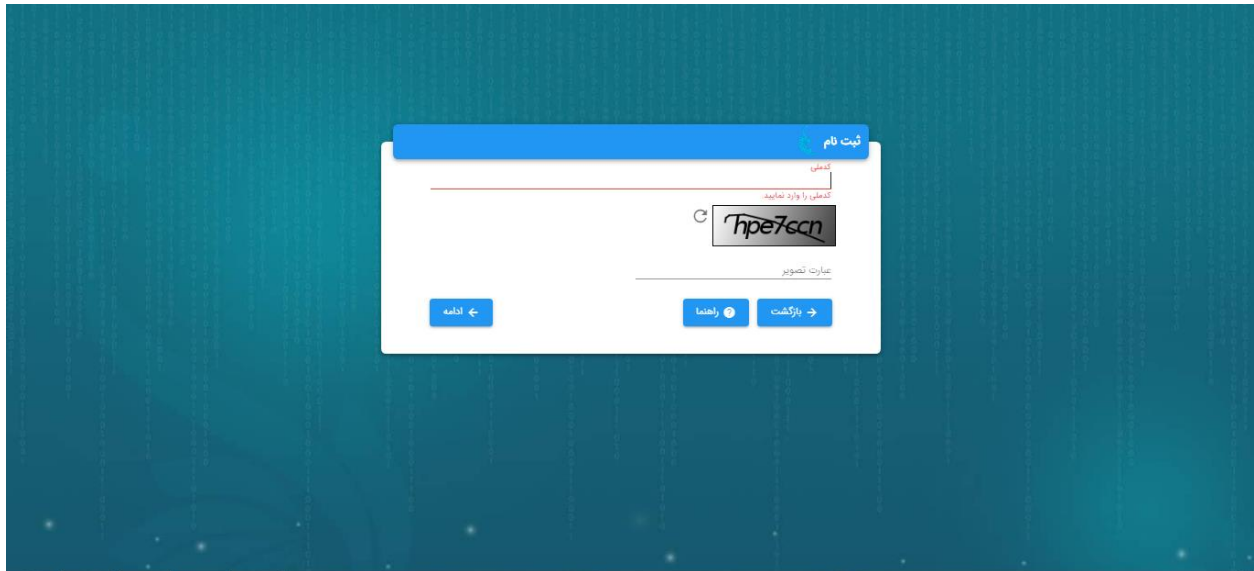 ثبت نام
کدملی
کدملی را وارد نمایید.
hpe7ccn
عبارت تصویر
بازگشت
راهنما
ادامه